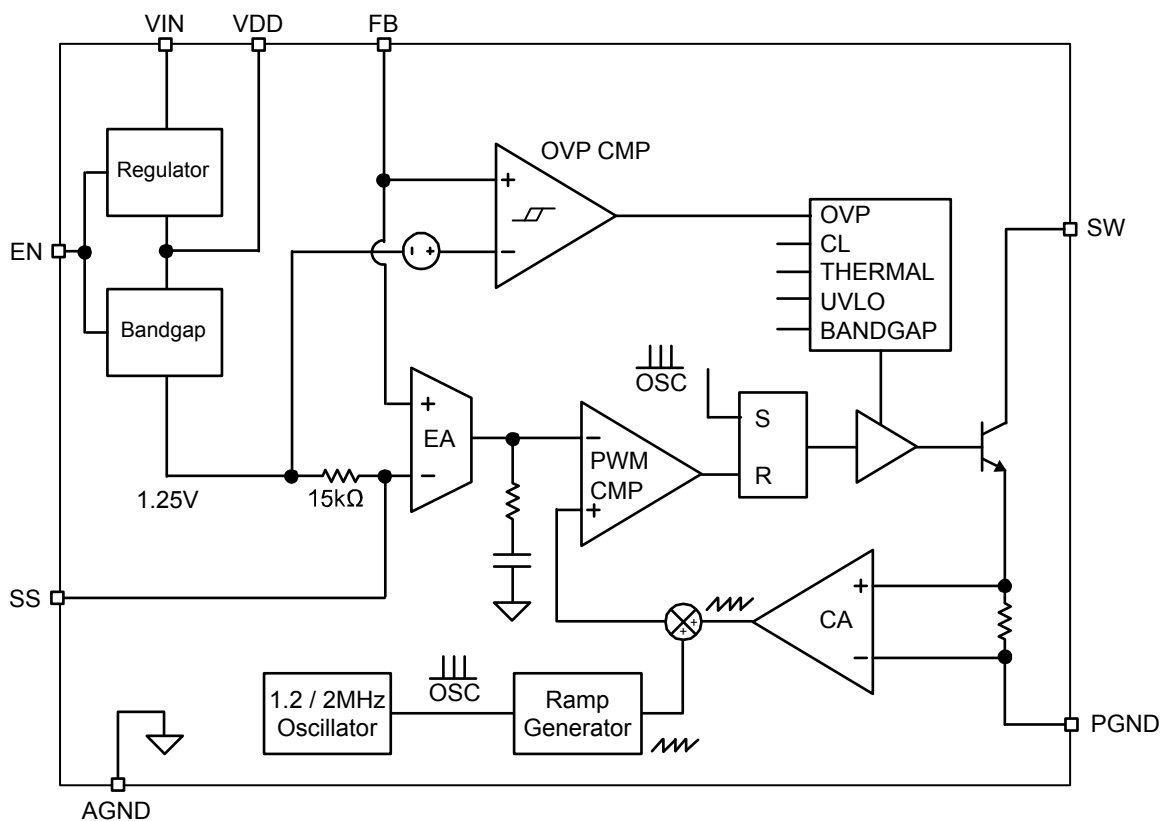 VIN VDD FB
OVP CMP
Regulator
+
OVP
EN
- +
−
CL
SW
THERMAL
UVLO
Bandgap
BANDGAP
OSC
+
S
EA
−
PWM
CMP
−
R
1.25V
15kΩ
+
SS
+
CA
+
+
−
OSC
1.2 / 2MHz
Oscillator
Ramp
Generator
PGND
AGND